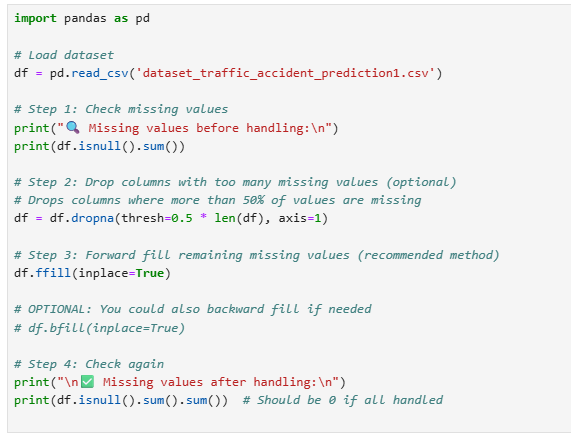 import pandas as pd
# Load dataset
df = pd.read_csv('dataset_traffic_accident_prediction1.csv')
# Step 1: Check missing values
print("🔍 Missing values before handling:\n")
print(df.isnull().sum())
# Step 2: Drop columns with too many missing values (optional)
# Drops columns where more than 50% of values are missing
df = df.dropna(thresh=0.5 * len(df), axis=1)
# Step 3: Forward fill remaining missing values (recommended method)
df.ffill(inplace=True)
# OPTIONAL: You could also backward fill if needed
# df.bfill(inplace=True)
# Step 4: Check again
print("\n✅ Missing values after handling:\n")
print(df.isnull().sum().sum())  # Should be 0 if all handled